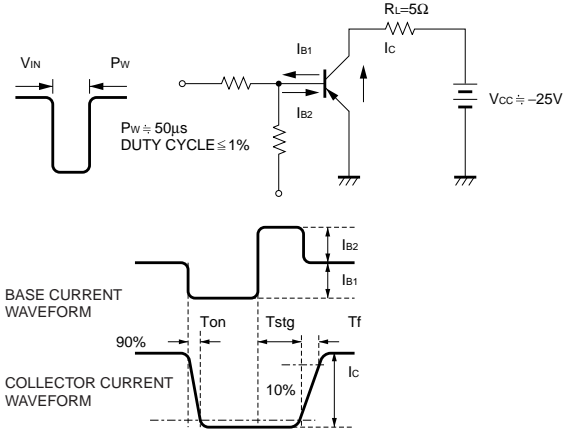 RL=5Ω
IB1
IC
VIN
PW
IB2
VCC≒−25V
PW≒50μs
DUTY CYCLE≦1%
IB2
IB1
BASE CURRENT
WAVEFORM
Ton
Tstg
Tf
90%
IC
10%
COLLECTOR CURRENT
WAVEFORM